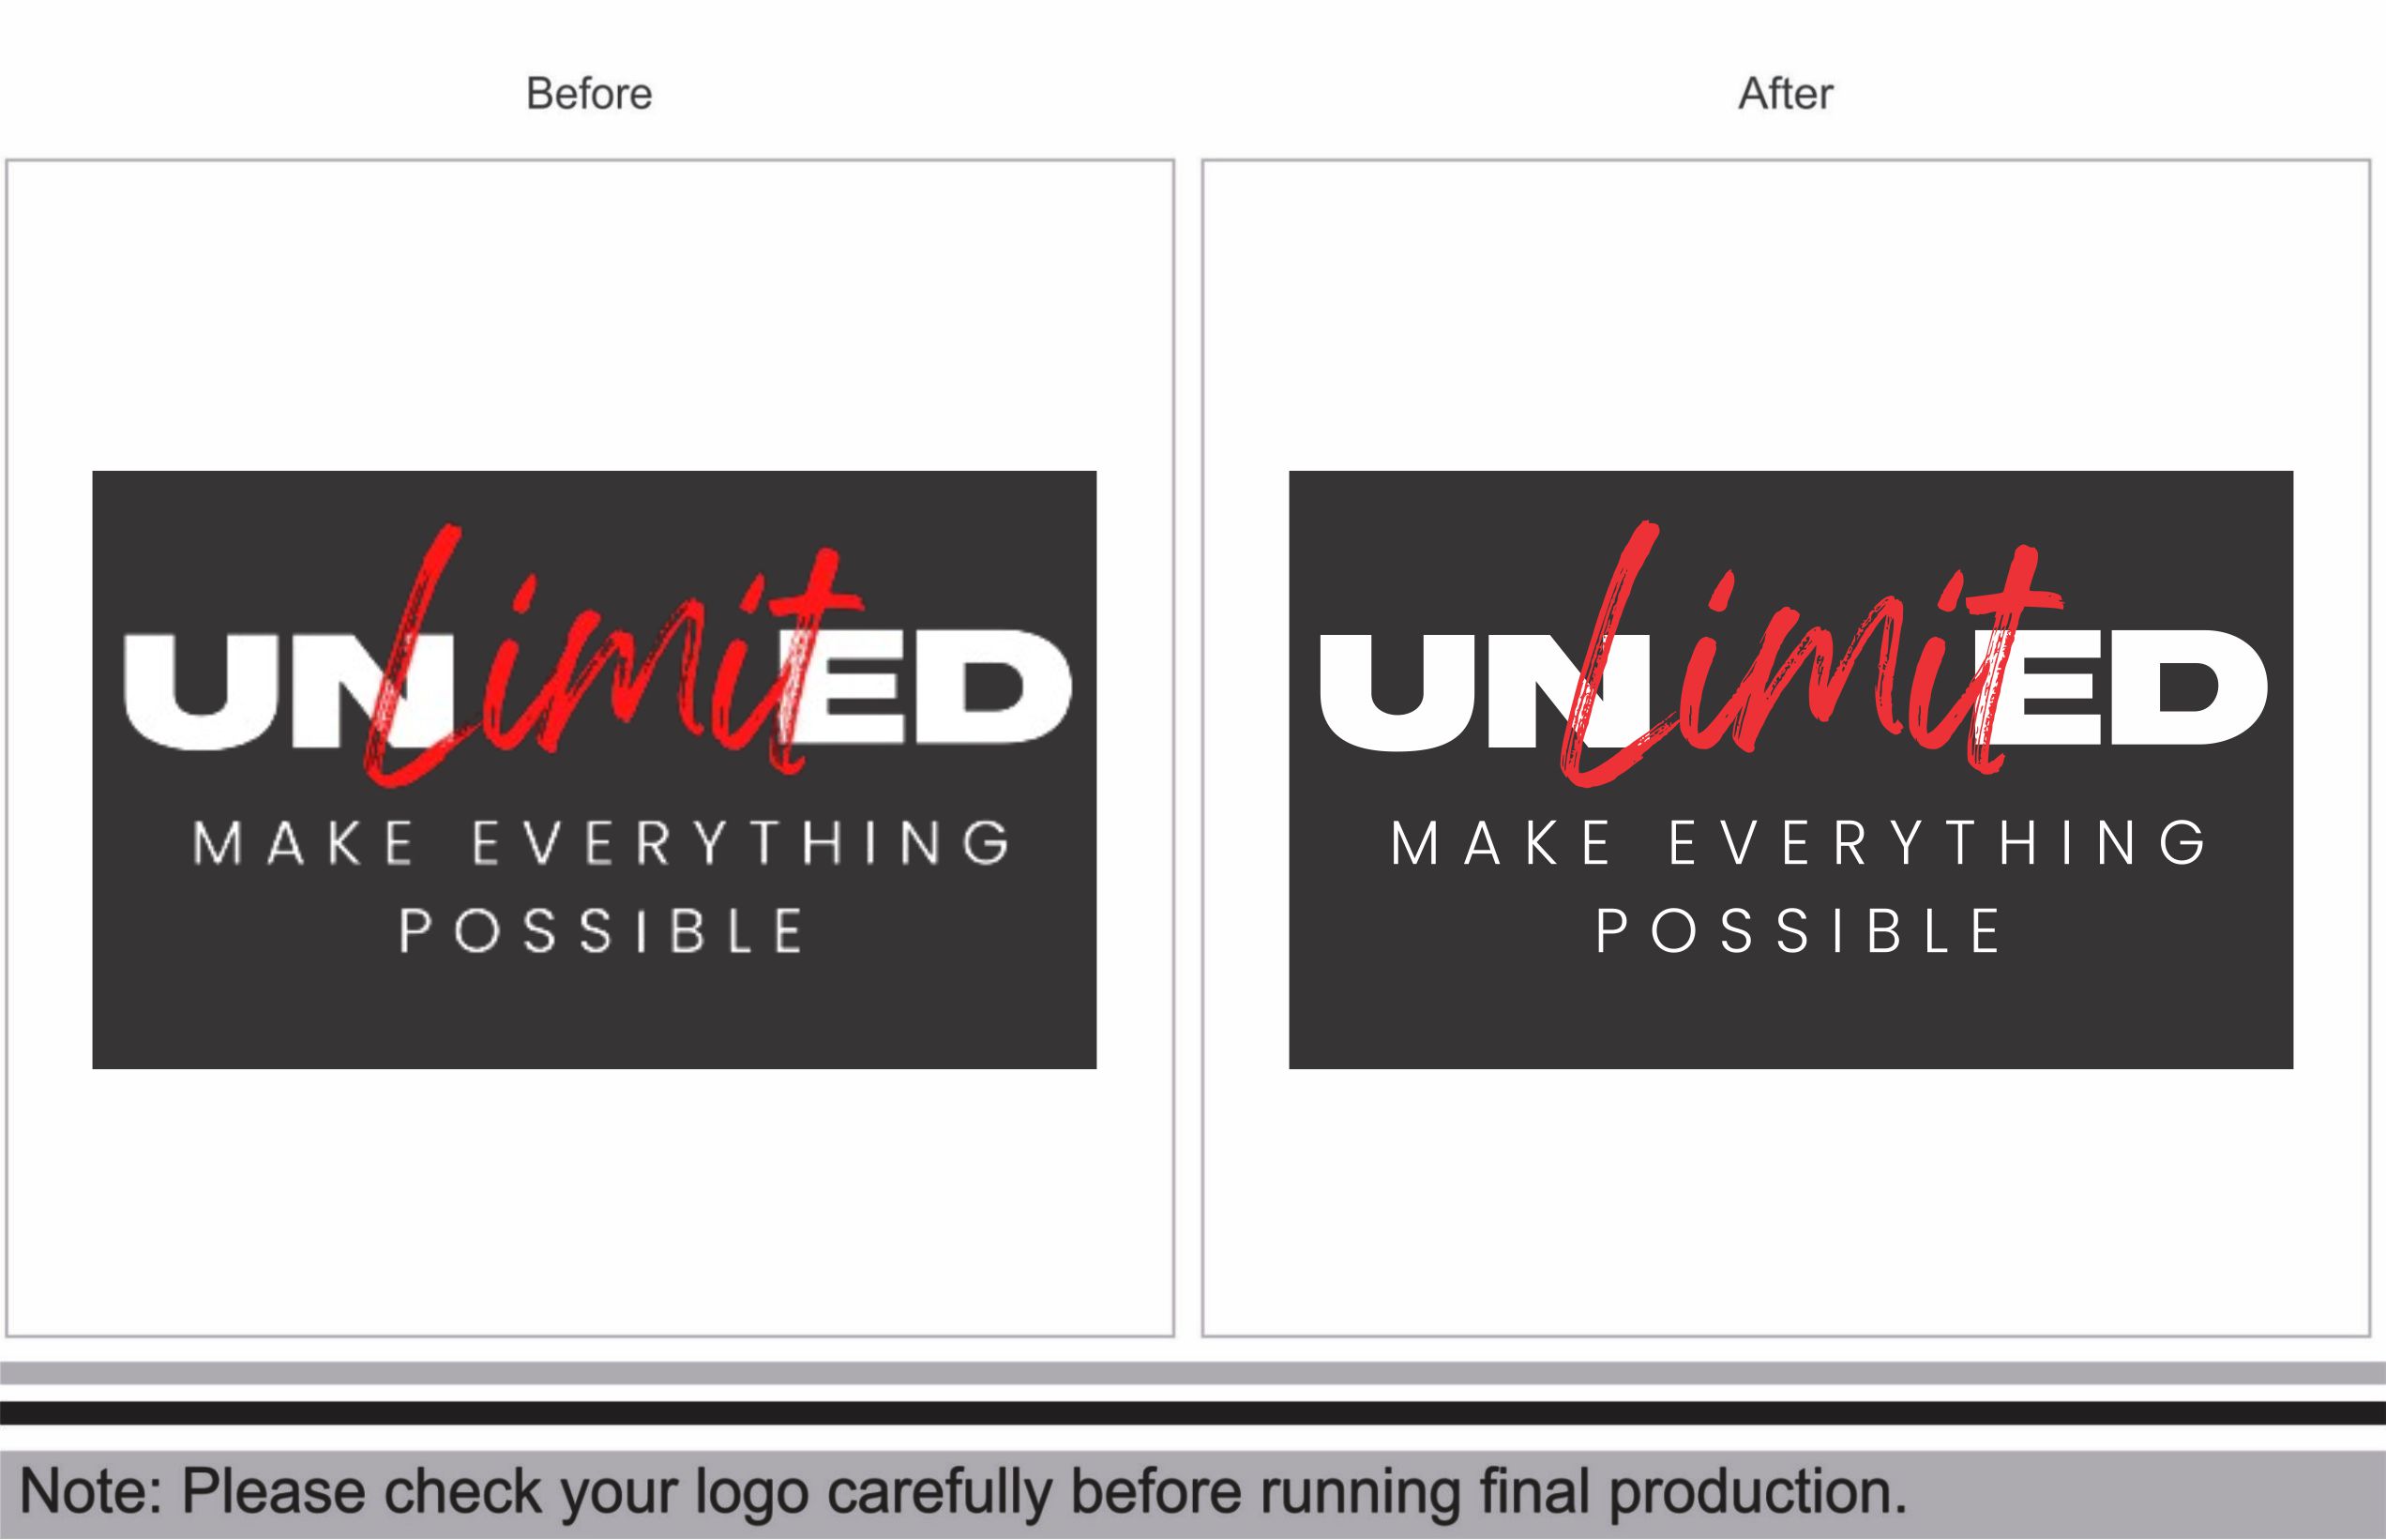 Before
After
UNLimitED
MAKE EVERYTHING
POSSIBLE
UNLimitED
MAKE EVERYTHING
POSSIBLE
Note: Please check your logo carefully before running final production.